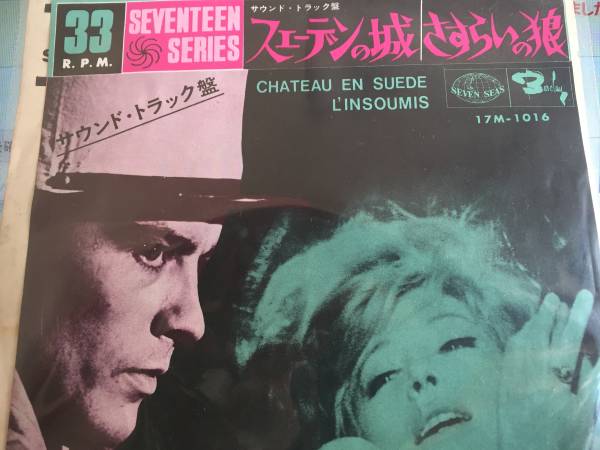 33
R.P.M.
SEVENTEEN
SERIES
サウンド・トラック盤
スエーデンの城
さすらいの狼
CHATEAU EN SUEDE
L'INSOUMIS
SEVEN SEAS
17M-1016
サウンド・トラック盤